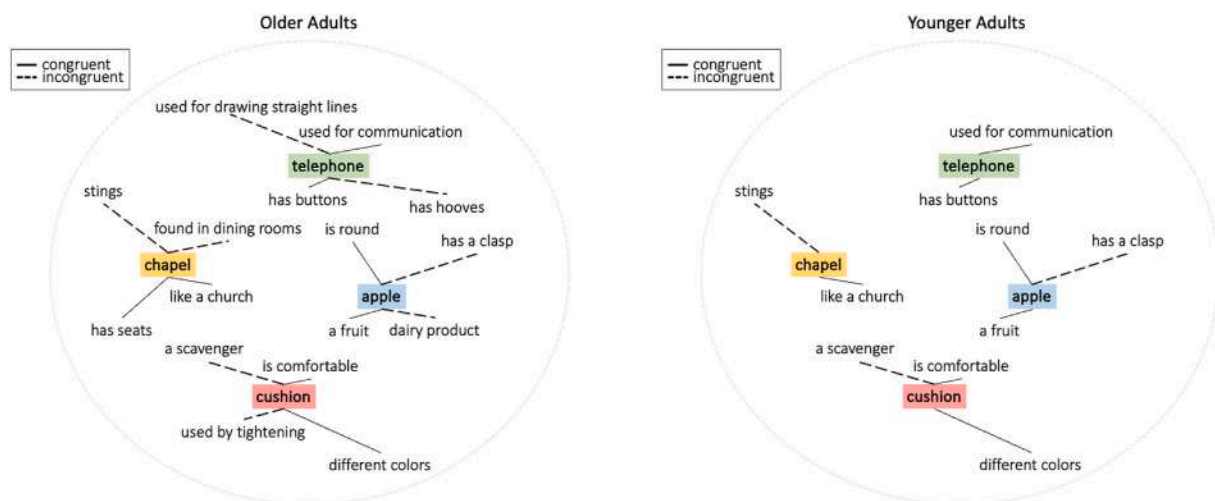 Older Adults
congruent
incongruent
used for drawing straight lines
used for communication
telephone
has buttons
has hooves
stings
found in dining rooms
chapel
like a church
has seats
is round
has a clasp
apple
a fruit
dairy product
a scavenger
is comfortable
cushion
used by tightening
different colors
Younger Adults
congruent
incongruent
used for communication
telephone
has buttons
stings
chapel
like a church
is round
has a clasp
apple
a fruit
a scavenger
is comfortable
cushion
different colors